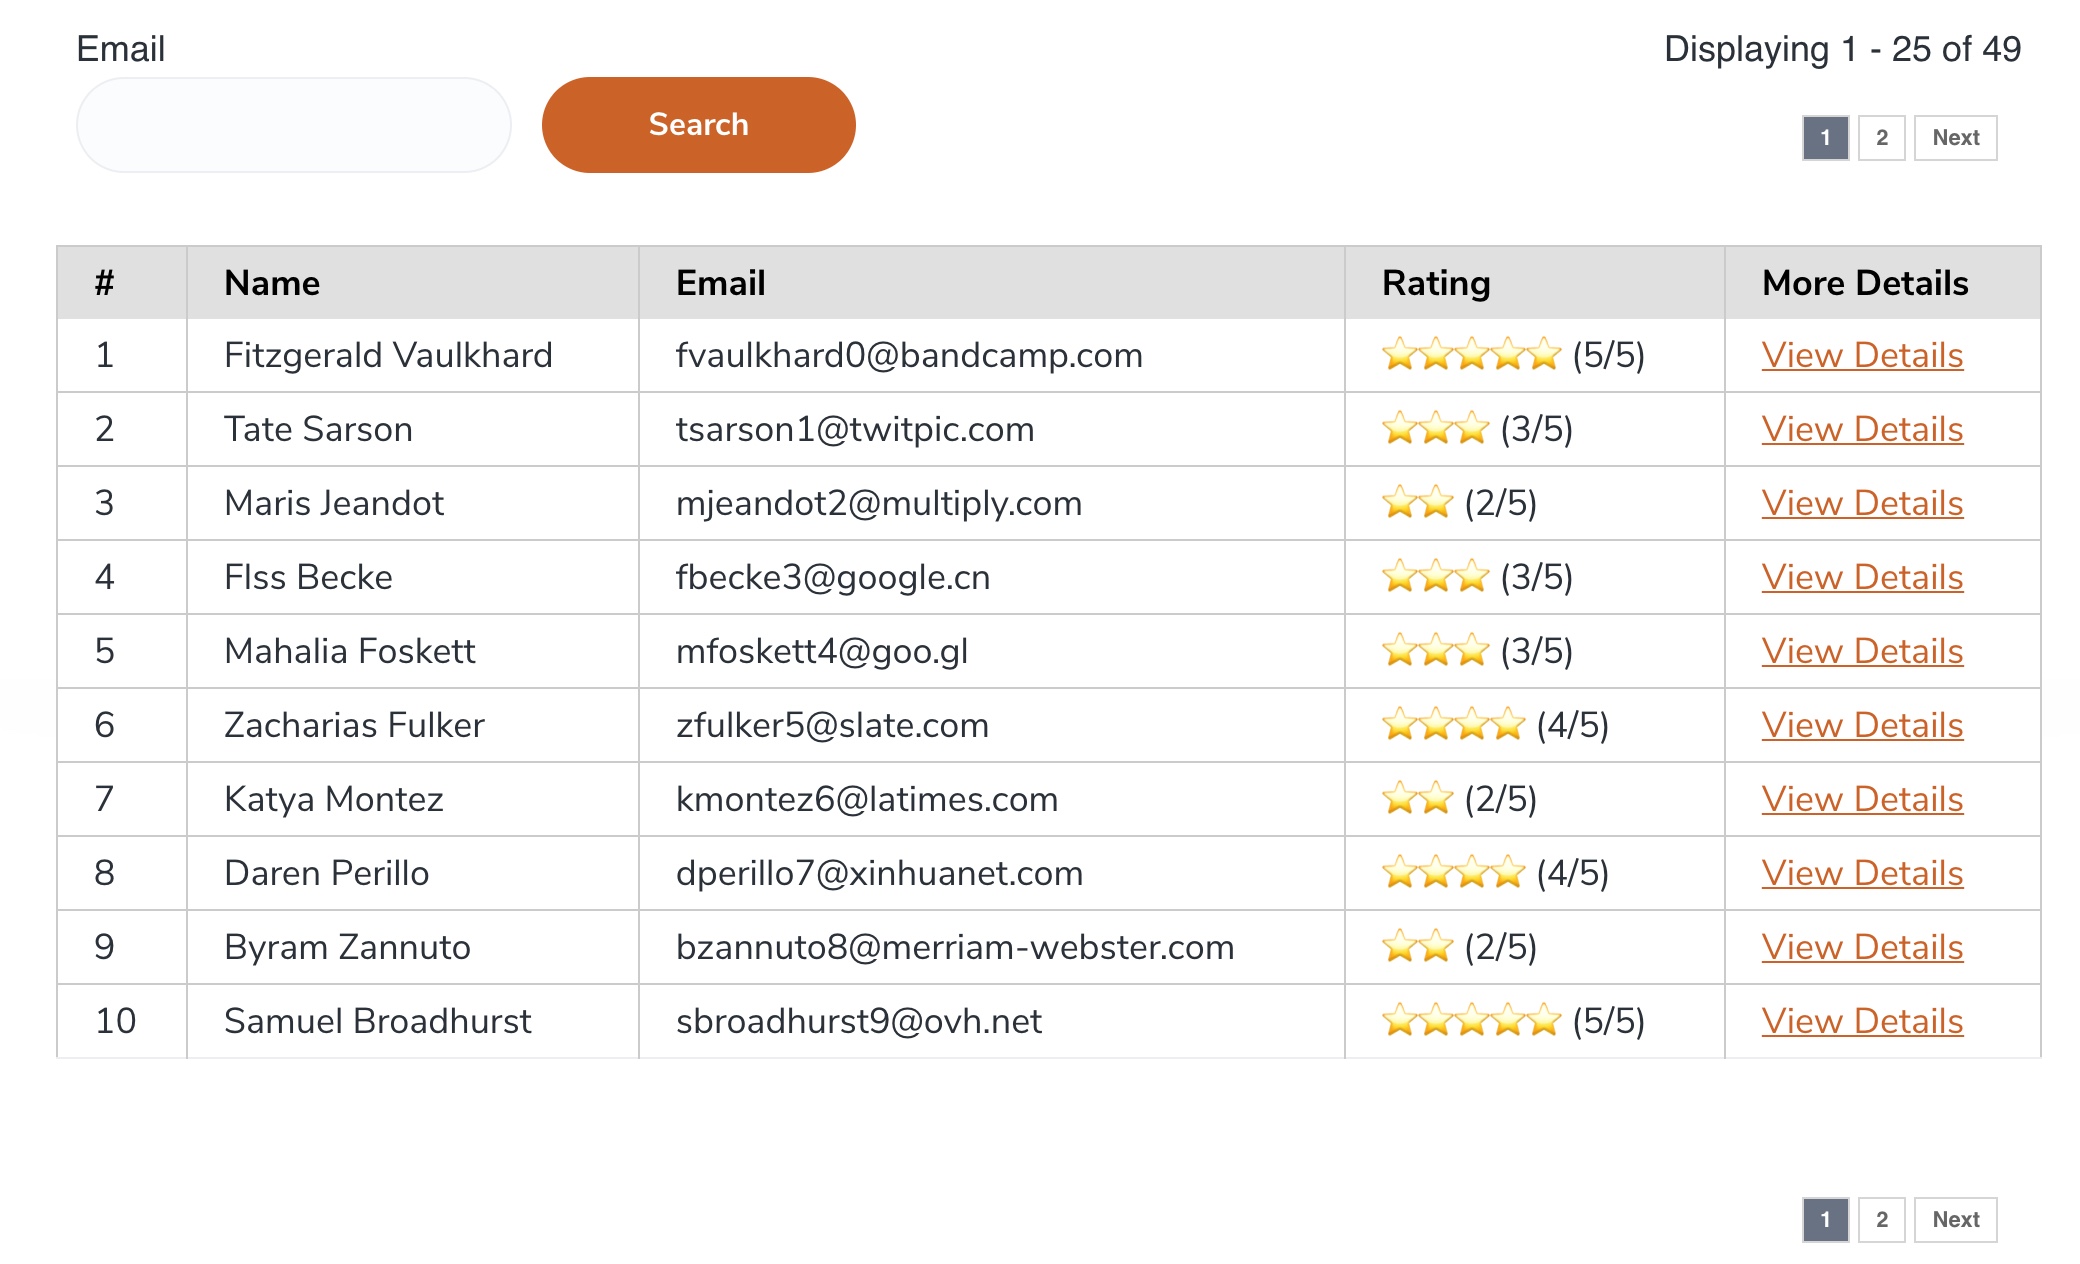 Email
Displaying 1 - 25 of 49
Search
1 2 Next
# Name Email Rating More Details
1 Fitzgerald Vaulkhard fvaulkhard0@bandcamp.com ⭐⭐⭐⭐⭐ (5/5) View Details
2 Tate Sarson tsarson1@twitpic.com ⭐⭐⭐ (3/5) View Details
3 Maris Jeandot mjeandot2@multiply.com ⭐⭐ (2/5) View Details
4 Flss Becke fbecke3@google.cn ⭐⭐⭐ (3/5) View Details
5 Mahalia Foskett mfoskett4@goo.gl ⭐⭐⭐ (3/5) View Details
6 Zacharias Fulker zfulker5@slate.com ⭐⭐⭐⭐ (4/5) View Details
7 Katya Montez kmontez6@latimes.com ⭐⭐ (2/5) View Details
8 Daren Perillo dperillo7@xinhuanet.com ⭐⭐⭐⭐ (4/5) View Details
9 Byram Zannuto bzannuto8@merriam-webster.com ⭐⭐ (2/5) View Details
10 Samuel Broadhurst sbroadhurst9@ovh.net ⭐⭐⭐⭐⭐ (5/5) View Details
1 2 Next